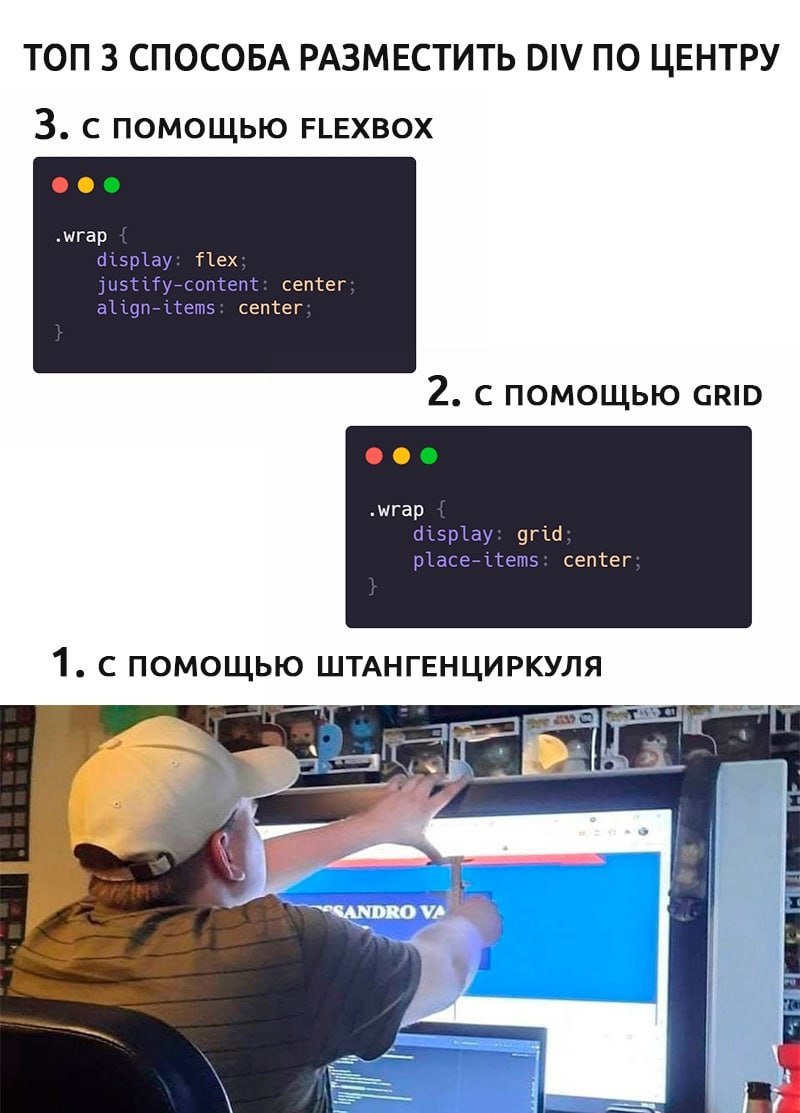 ТОП 3 СПОСОБА РАЗМЕСТИТЬ DIV ПО ЦЕНТРУ
3. С ПОМОЩЬЮ FLEXBOX
.wrap {
display: flex;
justify-content: center;
align-items: center;
}
2. С ПОМОЩЬЮ GRID
.wrap {
display: grid;
place-items: center;
}
1. С ПОМОЩЬЮ ШТАНГЕНЦИРКУЛЯ